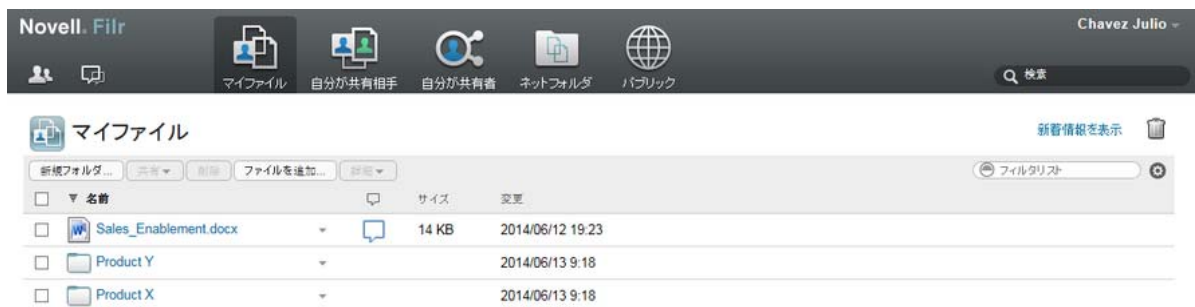 Novell. Filr
Chavez Julio
マイファイル 自分が共有相手 自分が共有者 ネットフォルダ パブリック
検索
マイファイル
新着情報を表示
新規フォルダ... 共有 削除 ファイルを追加... 詳細 フィルタリスト
名前 サイズ 変更
Sales_Enablement.docx 14 KB 2014/06/12 19:23
Product Y 2014/06/13 9:18
Product X 2014/06/13 9:18